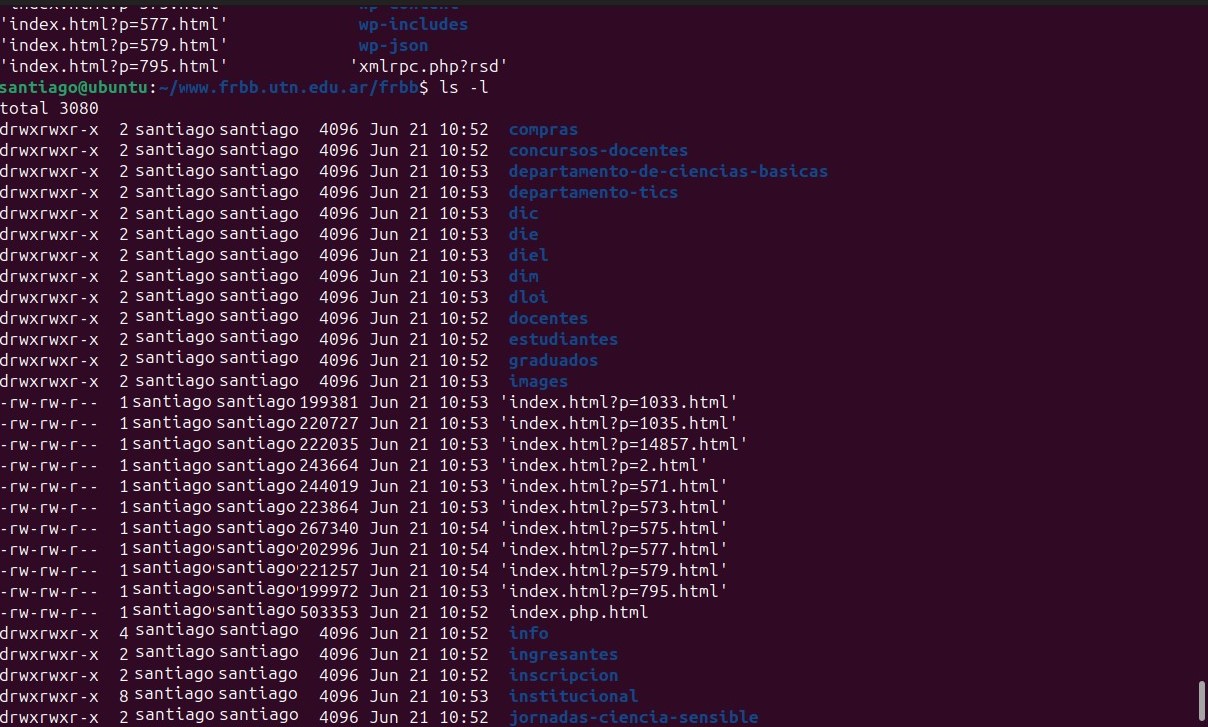 'index.html?p=575.html' wp-content
'index.html?p=577.html' wp-includes
'index.html?p=579.html' wp-json
'index.html?p=795.html' 'xmlrpc.php?rsd'
santiago@ubuntu:~/www.frbb.utn.edu.ar/frbb$ ls -l
total 3080
drwxrwxr-x 2 santiago santiago 4096 Jun 21 10:52 compras
drwxrwxr-x 2 santiago santiago 4096 Jun 21 10:52 concursos-docentes
drwxrwxr-x 2 santiago santiago 4096 Jun 21 10:53 departamento-de-ciencias-basicas
drwxrwxr-x 2 santiago santiago 4096 Jun 21 10:53 departamento-tics
drwxrwxr-x 2 santiago santiago 4096 Jun 21 10:53 dic
drwxrwxr-x 2 santiago santiago 4096 Jun 21 10:53 die
drwxrwxr-x 2 santiago santiago 4096 Jun 21 10:53 diel
drwxrwxr-x 2 santiago santiago 4096 Jun 21 10:53 dim
drwxrwxr-x 2 santiago santiago 4096 Jun 21 10:53 dloi
drwxrwxr-x 2 santiago santiago 4096 Jun 21 10:52 docentes
drwxrwxr-x 2 santiago santiago 4096 Jun 21 10:52 estudiantes
drwxrwxr-x 2 santiago santiago 4096 Jun 21 10:52 graduados
drwxrwxr-x 2 santiago santiago 4096 Jun 21 10:53 images
-rw-rw-r-- 1 santiago santiago 199381 Jun 21 10:53 'index.html?p=1033.html'
-rw-rw-r-- 1 santiago santiago 220727 Jun 21 10:53 'index.html?p=1035.html'
-rw-rw-r-- 1 santiago santiago 222035 Jun 21 10:53 'index.html?p=14857.html'
-rw-rw-r-- 1 santiago santiago 243664 Jun 21 10:53 'index.html?p=2.html'
-rw-rw-r-- 1 santiago santiago 244019 Jun 21 10:53 'index.html?p=571.html'
-rw-rw-r-- 1 santiago santiago 223864 Jun 21 10:53 'index.html?p=573.html'
-rw-rw-r-- 1 santiago santiago 267340 Jun 21 10:54 'index.html?p=575.html'
-rw-rw-r-- 1 santiago santiago 202996 Jun 21 10:54 'index.html?p=577.html'
-rw-rw-r-- 1 santiago santiago 221257 Jun 21 10:54 'index.html?p=579.html'
-rw-rw-r-- 1 santiago santiago 199972 Jun 21 10:53 'index.html?p=795.html'
-rw-rw-r-- 1 santiago santiago 503353 Jun 21 10:52 index.php.html
drwxrwxr-x 4 santiago santiago 4096 Jun 21 10:52 info
drwxrwxr-x 2 santiago santiago 4096 Jun 21 10:52 ingresantes
drwxrwxr-x 2 santiago santiago 4096 Jun 21 10:52 inscripcion
drwxrwxr-x 8 santiago santiago 4096 Jun 21 10:53 institucional
drwxrwxr-x 2 santiago santiago 4096 Jun 21 10:52 jornadas-ciencia-sensible